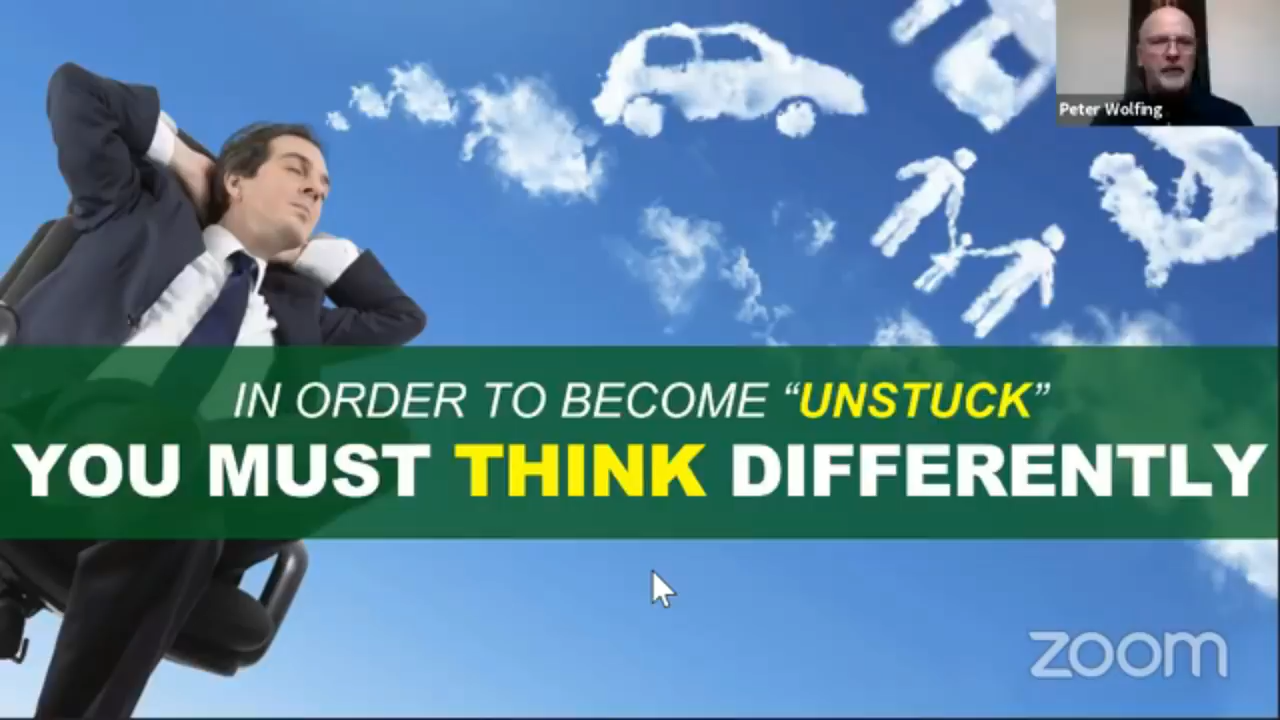 Peter Wolfing
IN ORDER TO BECOME “UNSTUCK”
YOU MUST THINK DIFFERENTLY
zoom